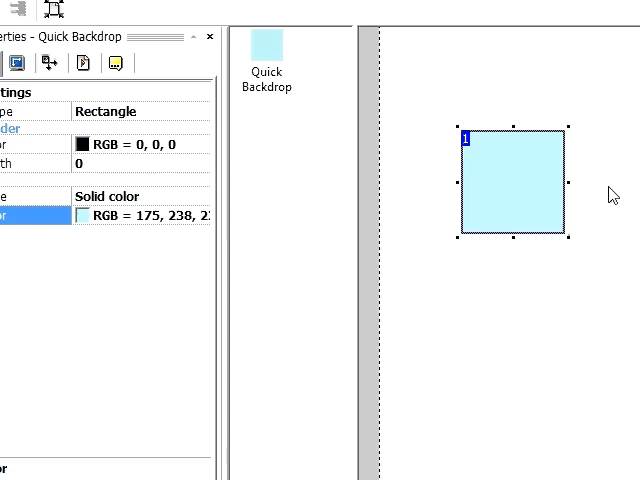 erties - Quick Backdrop
tings
pe Rectangle
der
or RGB = 0, 0, 0
th 0
e Solid color
or RGB = 175, 238, 2
or
Quick
Backdrop
1